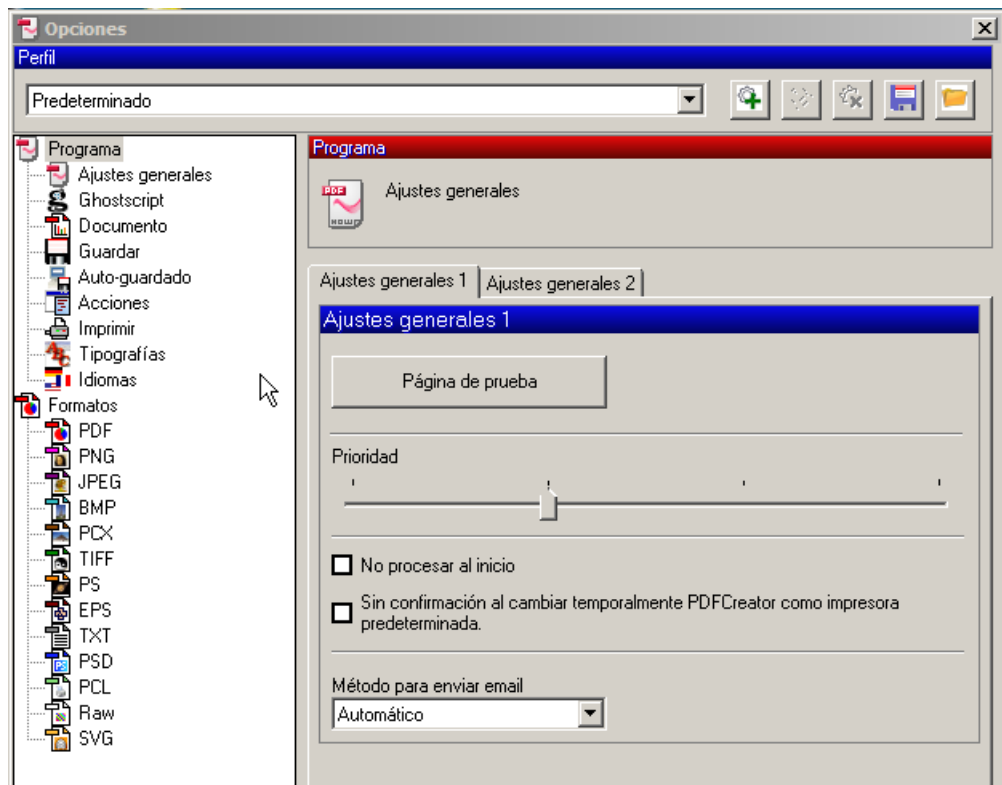 Opciones
Perfil
Predeterminado
Programa
Ajustes generales
Ghostscript
Documento
Guardar
Auto-guardado
Acciones
Imprimir
Tipografías
Idiomas
Formatos
PDF
PNG
JPEG
BMP
PCX
TIFF
PS
EPS
TXT
PSD
PCL
Raw
SVG
Programa
Ajustes generales
Ajustes generales 1
Ajustes generales 2
Ajustes generales 1
Página de prueba
Prioridad
No procesar al inicio
Sin confirmación al cambiar temporalmente PDFCreator como impresora
predeterminada.
Método para enviar email
Automático